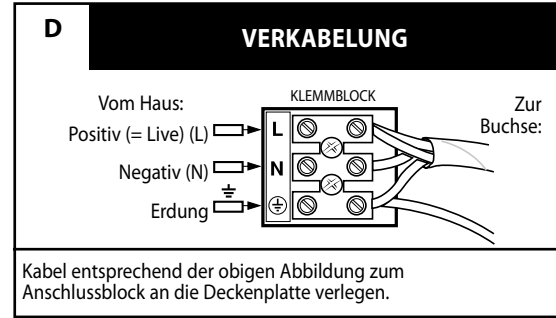 D
VERKABELUNG
Vom Haus:
KLEMMBLOCK
Zur
Buchse:
Positiv (= Live) (L)
L
Negativ (N)
N
Erdung
Kabel entsprechend der obigen Abbildung zum
Anschlussblock an die Deckenplatte verlegen.